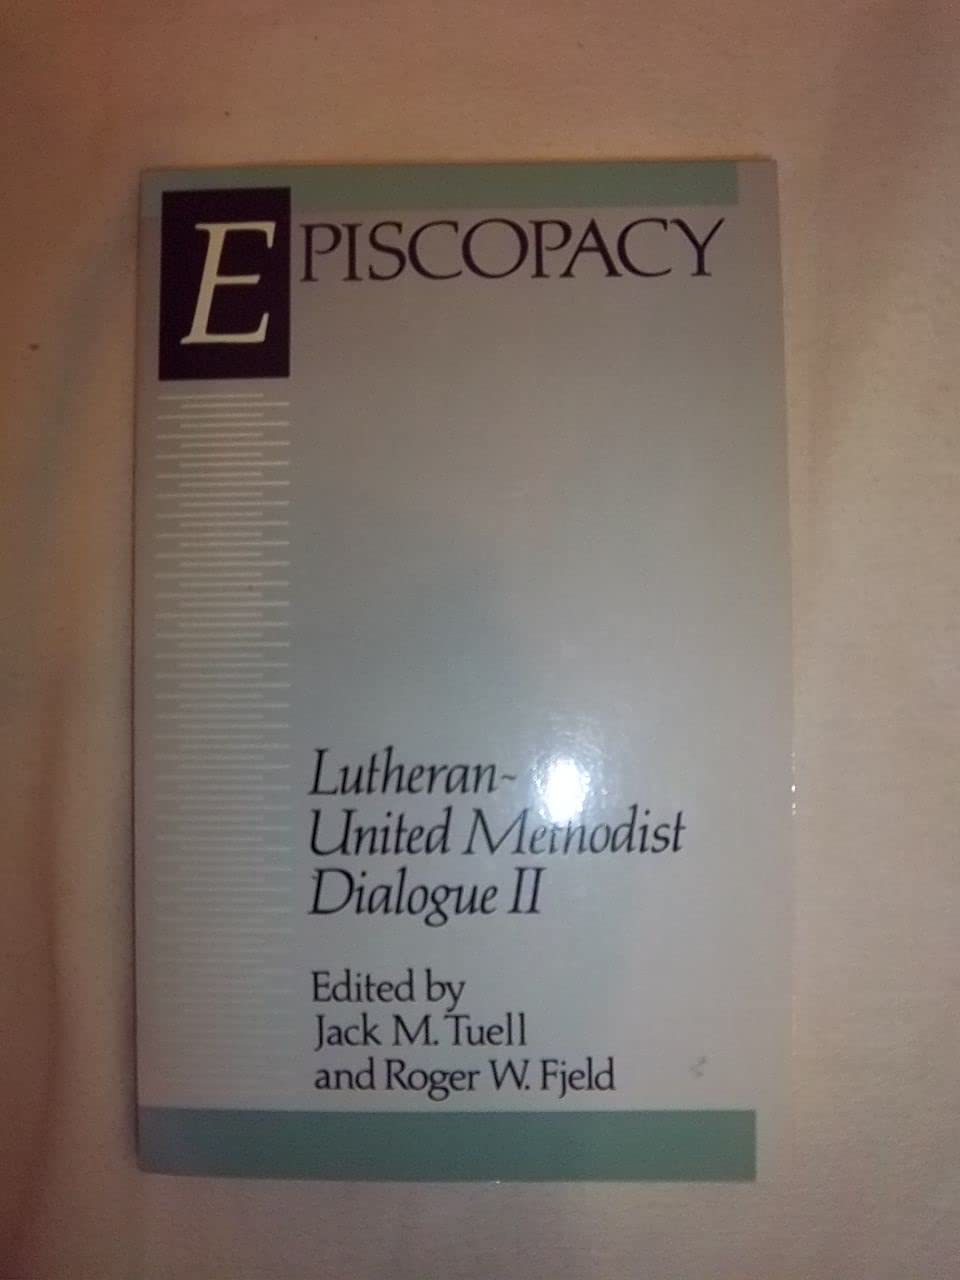 EPISCOPACY
Lutheran-
United Methodist
Dialogue II
Edited by
Jack M. Tuell
and Roger W. Fjeld